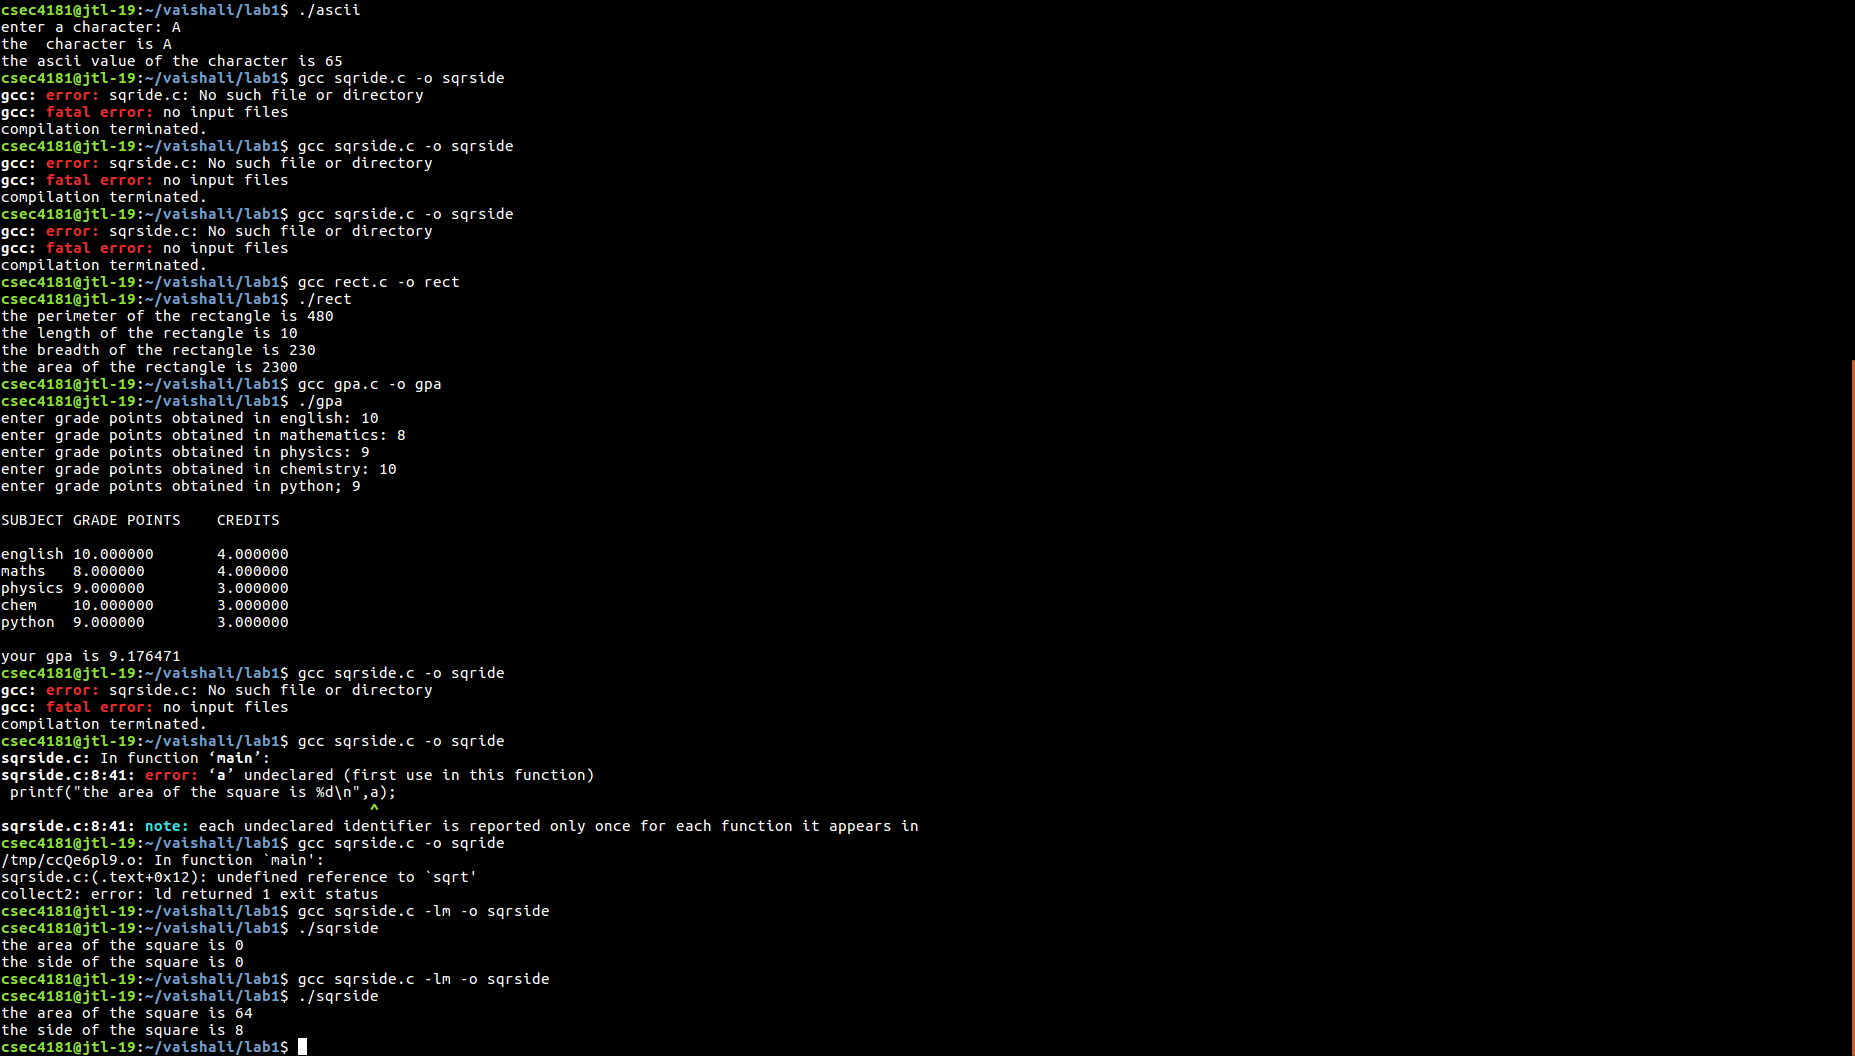 csec4181@jtl-19:~/vaishali/lab1$ ./ascii
enter a character: A
the  character is A
the ascii value of the character is 65
csec4181@jtl-19:~/vaishali/lab1$ gcc sqride.c -o sqrside
gcc: error: sqride.c: No such file or directory
gcc: fatal error: no input files
compilation terminated.
csec4181@jtl-19:~/vaishali/lab1$ gcc sqrside.c -o sqrside
gcc: error: sqrside.c: No such file or directory
gcc: fatal error: no input files
compilation terminated.
csec4181@jtl-19:~/vaishali/lab1$ gcc sqrside.c -o sqrside
gcc: error: sqrside.c: No such file or directory
gcc: fatal error: no input files
compilation terminated.
csec4181@jtl-19:~/vaishali/lab1$ gcc rect.c -o rect
csec4181@jtl-19:~/vaishali/lab1$ ./rect
the perimeter of the rectangle is 480
the length of the rectangle is 10
the breadth of the rectangle is 230
the area of the rectangle is 2300
csec4181@jtl-19:~/vaishali/lab1$ gcc gpa.c -o gpa
csec4181@jtl-19:~/vaishali/lab1$ ./gpa
enter grade points obtained in english: 10
enter grade points obtained in mathematics: 8
enter grade points obtained in physics: 9
enter grade points obtained in chemistry: 10
enter grade points obtained in python; 9

SUBJECT GRADE POINTS    CREDITS

english 10.000000       4.000000
maths   8.000000        4.000000
physics 9.000000        3.000000
chem    10.000000       3.000000
python  9.000000        3.000000

your gpa is 9.176471
csec4181@jtl-19:~/vaishali/lab1$ gcc sqrside.c -o sqride
gcc: error: sqrside.c: No such file or directory
gcc: fatal error: no input files
compilation terminated.
csec4181@jtl-19:~/vaishali/lab1$ gcc sqrside.c -o sqride
sqrside.c: In function ‘main’:
sqrside.c:8:41: error: ‘a’ undeclared (first use in this function)
 printf("the area of the square is %d\n",a);
                                         ^
sqrside.c:8:41: note: each undeclared identifier is reported only once for each function it appears in
csec4181@jtl-19:~/vaishali/lab1$ gcc sqrside.c -o sqride
/tmp/ccQe6pl9.o: In function `main':
sqrside.c:(.text+0x12): undefined reference to `sqrt'
collect2: error: ld returned 1 exit status
csec4181@jtl-19:~/vaishali/lab1$ gcc sqrside.c -lm -o sqrside
csec4181@jtl-19:~/vaishali/lab1$ ./sqrside
the area of the square is 0
the side of the square is 0
csec4181@jtl-19:~/vaishali/lab1$ gcc sqrside.c -lm -o sqrside
csec4181@jtl-19:~/vaishali/lab1$ ./sqrside
the area of the square is 64
the side of the square is 8
csec4181@jtl-19:~/vaishali/lab1$